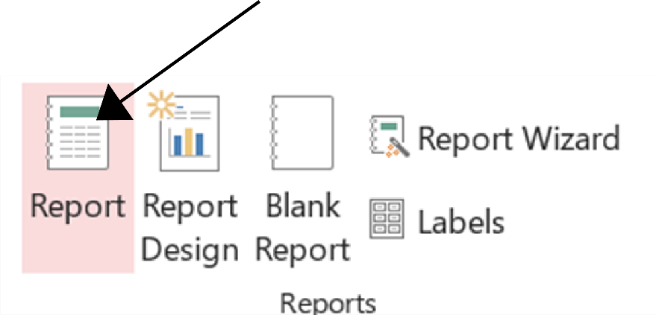 Report
Report
Design
Blank
Report
Report Wizard
Labels
Reports